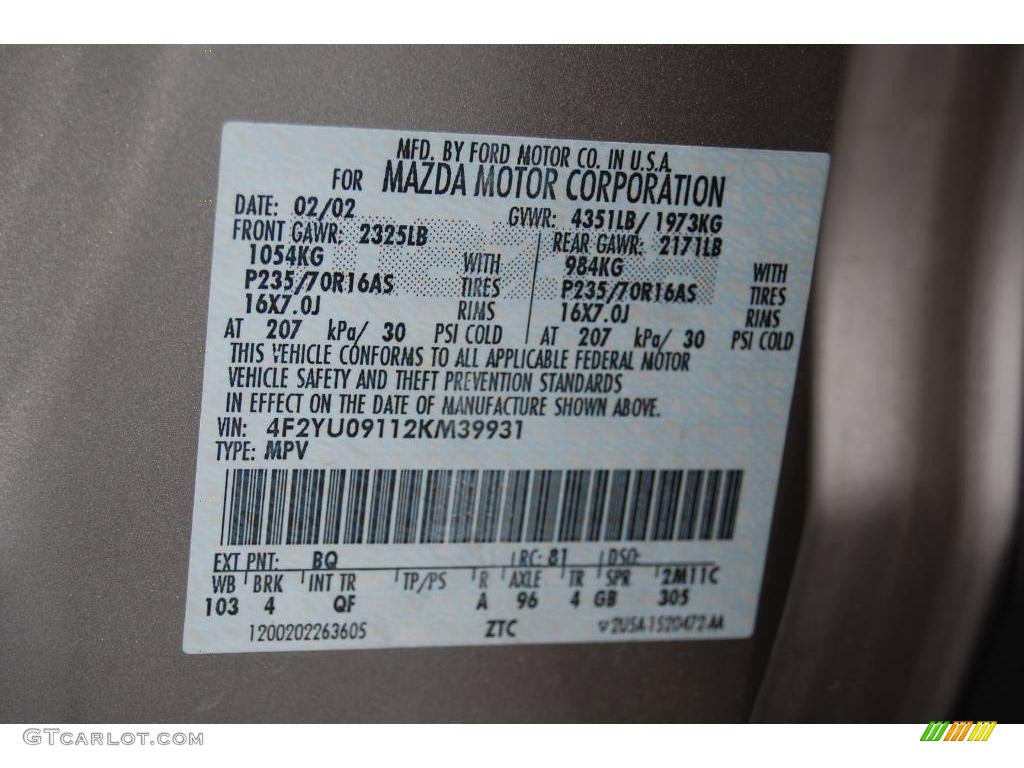 MFD. BY FORD MOTOR CO. IN U.S.A.
FOR MAZDA MOTOR CORPORATION
DATE: 02/02 GVWR: 4351LB/ 1973KG
FRONT GAWR: 2325LB REAR GAWR: 2171LB
1054KG WITH 984KG WITH
P235/70R16AS TIRES P235/70R16AS TIRES
16X7.0J RIMS 16X7.0J RIMS
AT 207 kPa/ 30 PSI COLD AT 207 kPa/ 30 PSI COLD
THIS VEHICLE CONFORMS TO ALL APPLICABLE FEDERAL MOTOR
VEHICLE SAFETY AND THEFT PREVENTION STANDARDS
IN EFFECT ON THE DATE OF MANUFACTURE SHOWN ABOVE.
VIN: 4F2YU09112KM39931
TYPE: MPV
EXT PNT: BQ RC: 81 DSO:
WB BRK INT TR TP/PS R AXLE TR SPR 2M11C
103 4 QF A 96 4 GB 305
1200202263605 ZTC 2U5A-1520472-AA
GTCarlot.com